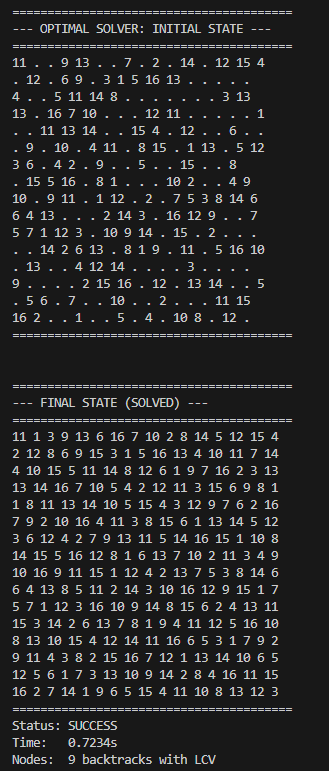 ========================================
--- OPTIMAL SOLVER: INITIAL STATE ---
========================================
11 . . 9 13 . . 7 . 2 . 14 . 12 15 4
. 12 . 6 9 . 3 1 5 16 13 . . . . .
4 . . 5 11 14 8 . . . . . . . 3 13
13 . 16 7 10 . . . 12 11 . . . . . 1
. . 11 13 14 . . 15 4 . 12 . . 6 . .
. 9 . 10 . 4 11 . 8 15 . 1 13 . 5 12
3 6 . 4 2 . 9 . . 5 . . 15 . . 8
. 15 5 16 . 8 1 . . . 10 2 . . 4 9
10 . 9 11 . 1 12 . 2 . 7 5 3 8 14 6
6 4 13 . . . 2 14 3 . 16 12 9 . . 7
5 7 1 12 3 . 10 9 14 . 15 . 2 . . .
. . 14 2 6 13 . 8 1 9 . 11 . 5 16 10
. 13 . . 4 12 14 . . . . 3 . . . .
9 . . . . 2 15 16 . 12 . 13 14 . . 5
. 5 6 . 7 . . 10 . . 2 . . . 11 15
16 2 . . 1 . . 5 . 4 . 10 8 . 12 .
========================================
========================================
--- FINAL STATE (SOLVED) ---
========================================
11 1 3 9 13 6 16 7 10 2 8 14 5 12 15 4
2 12 8 6 9 15 3 1 5 16 13 4 10 11 7 14
4 10 15 5 11 14 8 12 6 1 9 7 16 2 3 13
13 14 16 7 10 5 4 2 12 11 3 15 6 9 8 1
1 8 11 13 14 10 5 15 4 3 12 9 7 6 2 16
7 9 2 10 16 4 11 3 8 15 6 1 13 14 5 12
3 6 12 4 2 7 9 13 11 5 14 16 15 1 10 8
14 15 5 16 12 8 1 6 13 7 10 2 11 3 4 9
10 16 9 11 15 1 12 4 2 13 7 5 3 8 14 6
6 4 13 8 5 11 2 14 3 10 16 12 9 15 1 7
5 7 1 12 3 16 10 9 14 8 15 6 2 4 13 11
15 3 14 2 6 13 7 8 1 9 4 11 12 5 16 10
8 13 10 15 4 12 14 11 16 6 5 3 1 7 9 2
9 11 4 3 8 2 15 16 7 12 1 13 14 10 6 5
12 5 6 1 7 3 13 10 9 14 2 8 4 16 11 15
16 2 7 14 1 9 6 5 15 4 11 10 8 13 12 3
========================================
Status: SUCCESS
Time:   0.7234s
Nodes:  9 backtracks with LCV